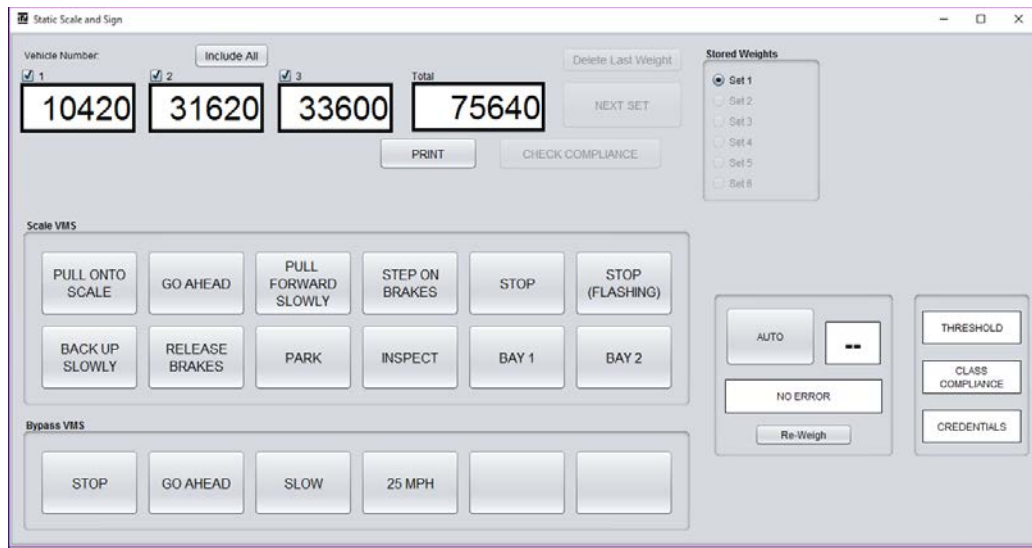 Static Scale and Sign
Vehicle Number:
Include All
Delete Last Weight
Stored Weights
1
2
3
Total
10420
31620
33600
75640
NEXT SET
Set 1
Set 2
Set 3
Set 4
Set 5
Set 6
PRINT
CHECK COMPLIANCE
Scale VMS
PULL ONTO
SCALE
GO AHEAD
PULL
FORWARD
SLOWLY
STEP ON
BRAKES
STOP
STOP
(FLASHING)
BACK UP
SLOWLY
RELEASE
BRAKES
PARK
INSPECT
BAY 1
BAY 2
AUTO
--
NO ERROR
Re-Weigh
THRESHOLD
CLASS
COMPLIANCE
CREDENTIALS
Bypass VMS
STOP
GO AHEAD
SLOW
25 MPH